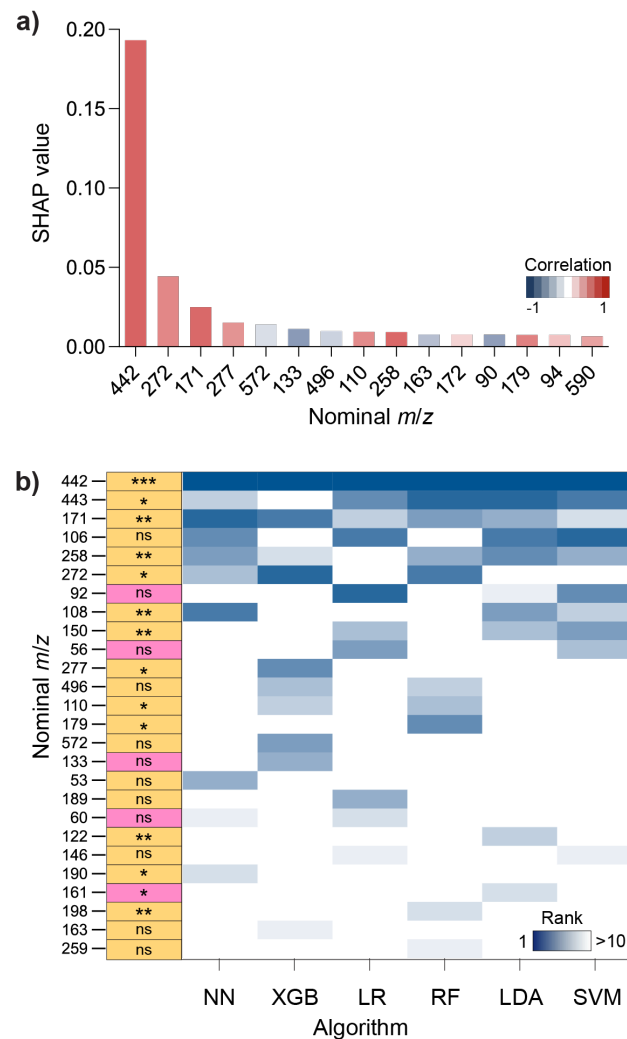 a)
0.20
0.15
0.10
0.05
0.00
SHAP value
Correlation
-1 1
442 272 171 277 572 133 496 110 258 163 172 90 179 94 590
Nominal m/z
b)
Nominal m/z
442 ***
443 *
171 **
106 ns
258 **
272 *
92 ns
108 **
150 **
56 ns
277 *
496 ns
110 *
179 *
572 ns
133 ns
53 ns
189 ns
60 ns
122 **
146 ns
190 *
161 *
198 **
163 ns
259 ns
Rank
1 >10
NN XGB LR RF LDA SVM
Algorithm